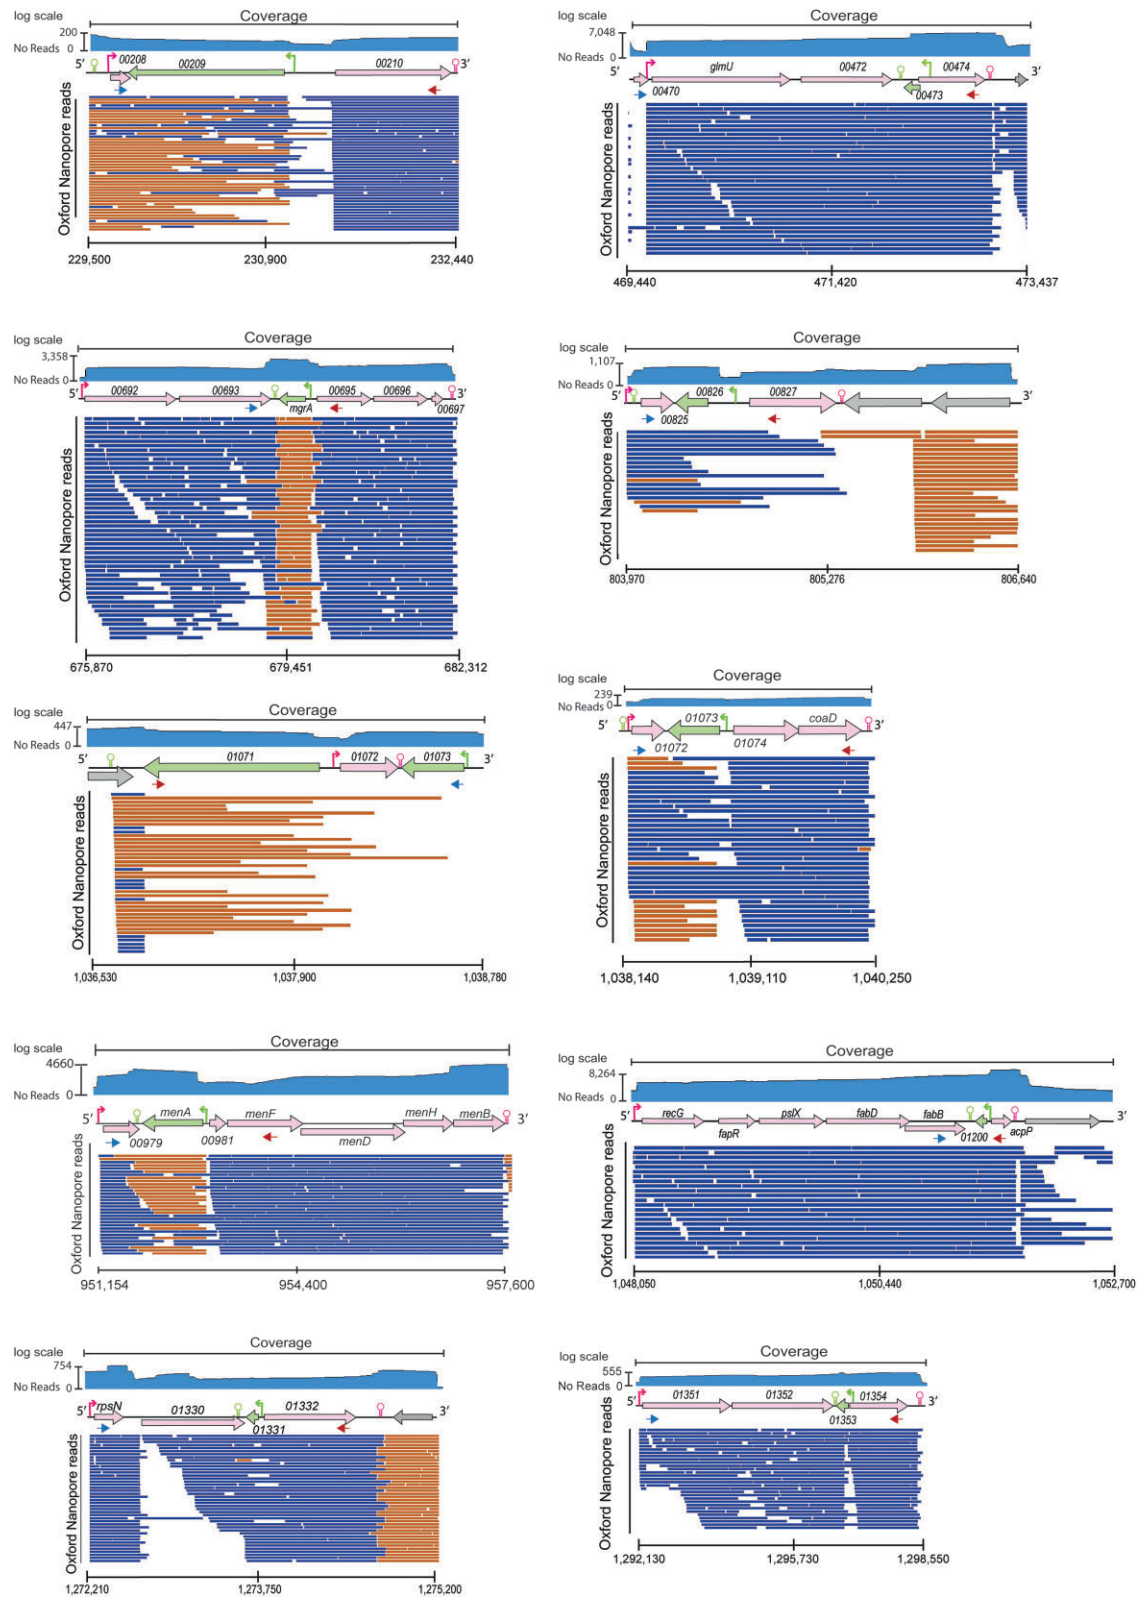 log scale
Coverage
200
No Reads 0
5′
00208
00209
00210
3′
Oxford Nanopore reads
229,500
230,900
232,440
log scale
Coverage
7,048
No Reads 0
5′
00470
glmU
00472
00473
00474
3′
Oxford Nanopore reads
469,440
471,420
473,437
log scale
Coverage
3,358
No Reads 0
5′
00692
00693
mgrA
00695
00696
00697
3′
Oxford Nanopore reads
675,870
679,451
682,312
log scale
Coverage
1,107
No Reads 0
5′
00825
00826
00827
3′
Oxford Nanopore reads
803,970
805,276
806,640
log scale
Coverage
447
No Reads 0
5′
01071
01072
01073
3′
Oxford Nanopore reads
1,036,530
1,037,900
1,038,780
log scale
Coverage
239
No Reads 0
5′
01072
01073
01074
coaD
3′
Oxford Nanopore reads
1,038,140
1,039,110
1,040,250
log scale
Coverage
4660
No Reads 0
5′
00979
menA
00981
menF
menD
menH
menB
3′
Oxford Nanopore reads
951,154
954,400
957,600
log scale
Coverage
8,264
No Reads 0
5′
recG
fapR
pslX
fabD
fabB
01200
acpP
3′
Oxford Nanopore reads
1,048,050
1,050,440
1,052,700
log scale
Coverage
754
No Reads 0
5′
rpsN
01330
01331
01332
3′
Oxford Nanopore reads
1,272,210
1,273,750
1,275,200
log scale
Coverage
555
No Reads 0
5′
01351
01352
01353
01354
3′
Oxford Nanopore reads
1,292,130
1,295,730
1,298,550